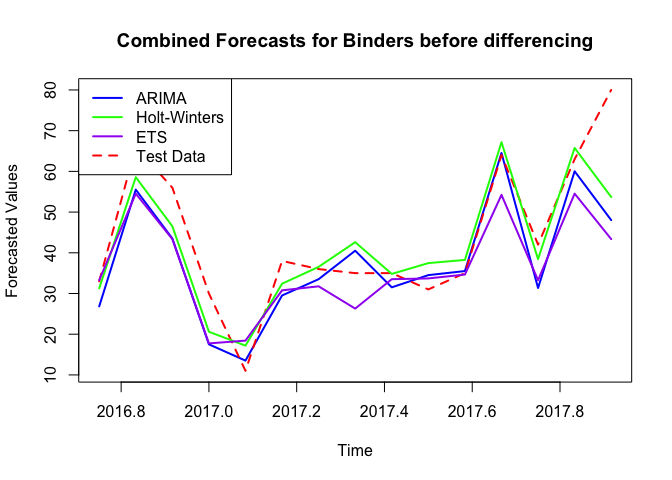 Combined Forecasts for Binders before differencing
ARIMA
Holt-Winters
ETS
Test Data
Forecasted Values
80
70
60
50
40
30
20
10
2016.8 2017.0 2017.2 2017.4 2017.6 2017.8
Time